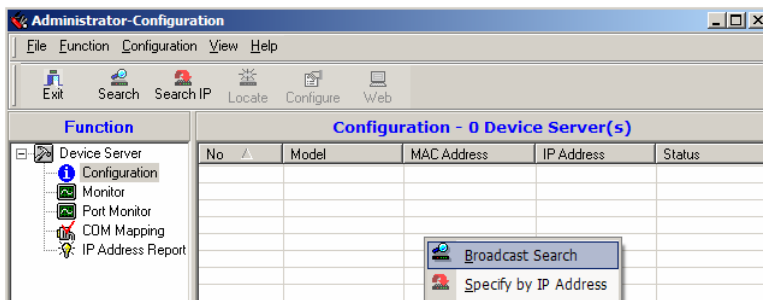 Administrator-Configuration
File Function Configuration View Help
Exit Search Search IP Locate Configure Web
Function
Configuration - 0 Device Server(s)
Device Server
Configuration
Monitor
Port Monitor
COM Mapping
IP Address Report
No Model MAC Address IP Address Status
Broadcast Search
Specify by IP Address